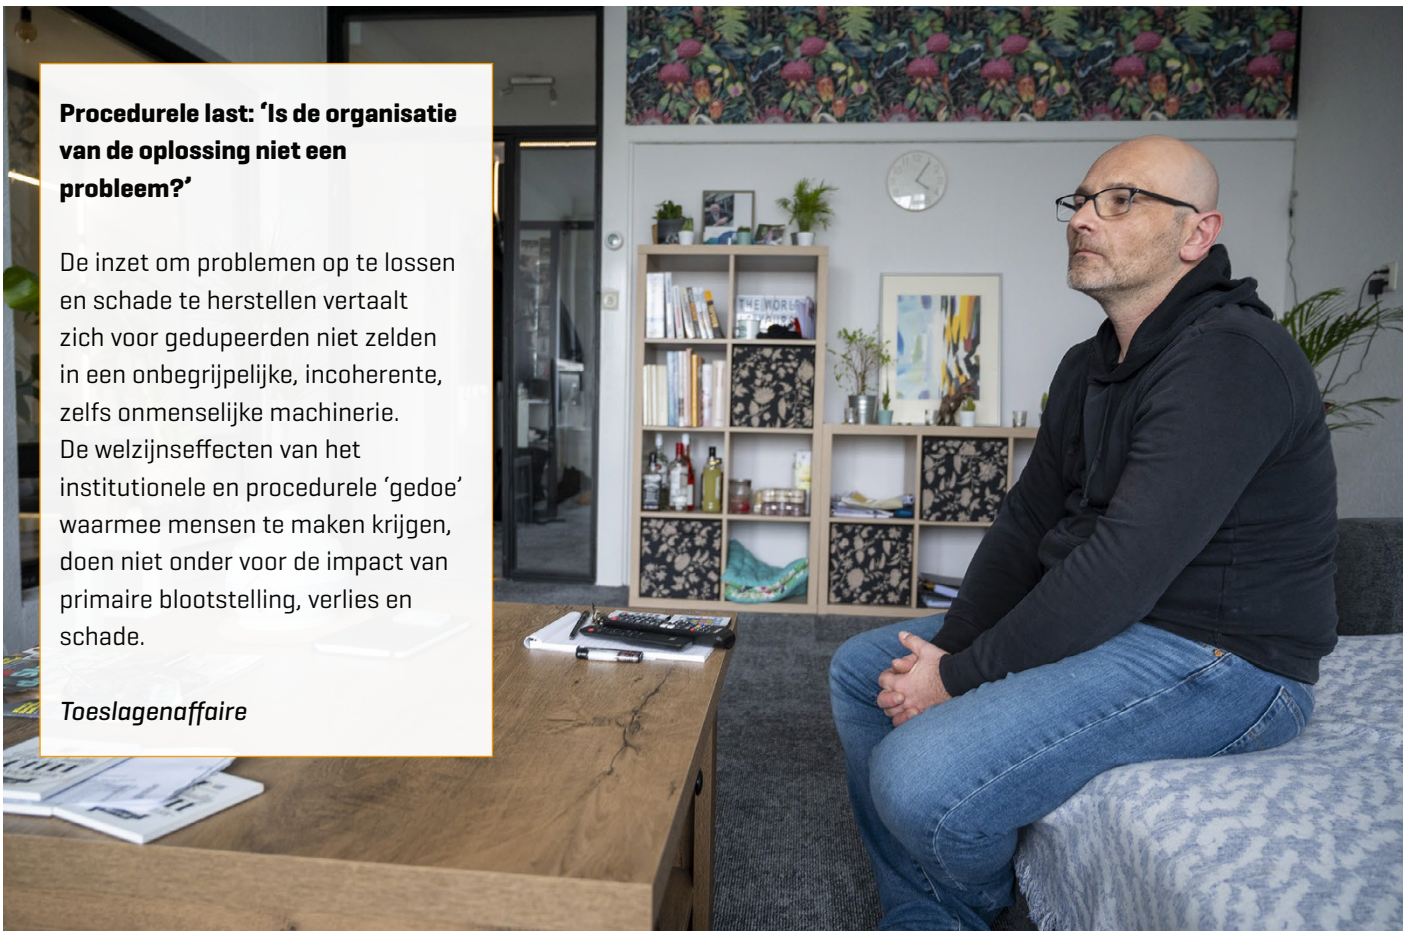 Procedurele last: ‘Is de organisatie
van de oplossing niet een
probleem?’
De inzet om problemen op te lossen
en schade te herstellen vertaalt
zich voor gedupeerden niet zelden
in een onbegrijpelijke, incoherente,
zelfs onmenselijke machinerie.
De welzijnseffecten van het
institutionele en procedurele ‘gedoe’
waarmee mensen te maken krijgen,
doen niet onder voor de impact van
primaire blootstelling, verlies en
schade.
Toeslagenaffaire
THE WORLD